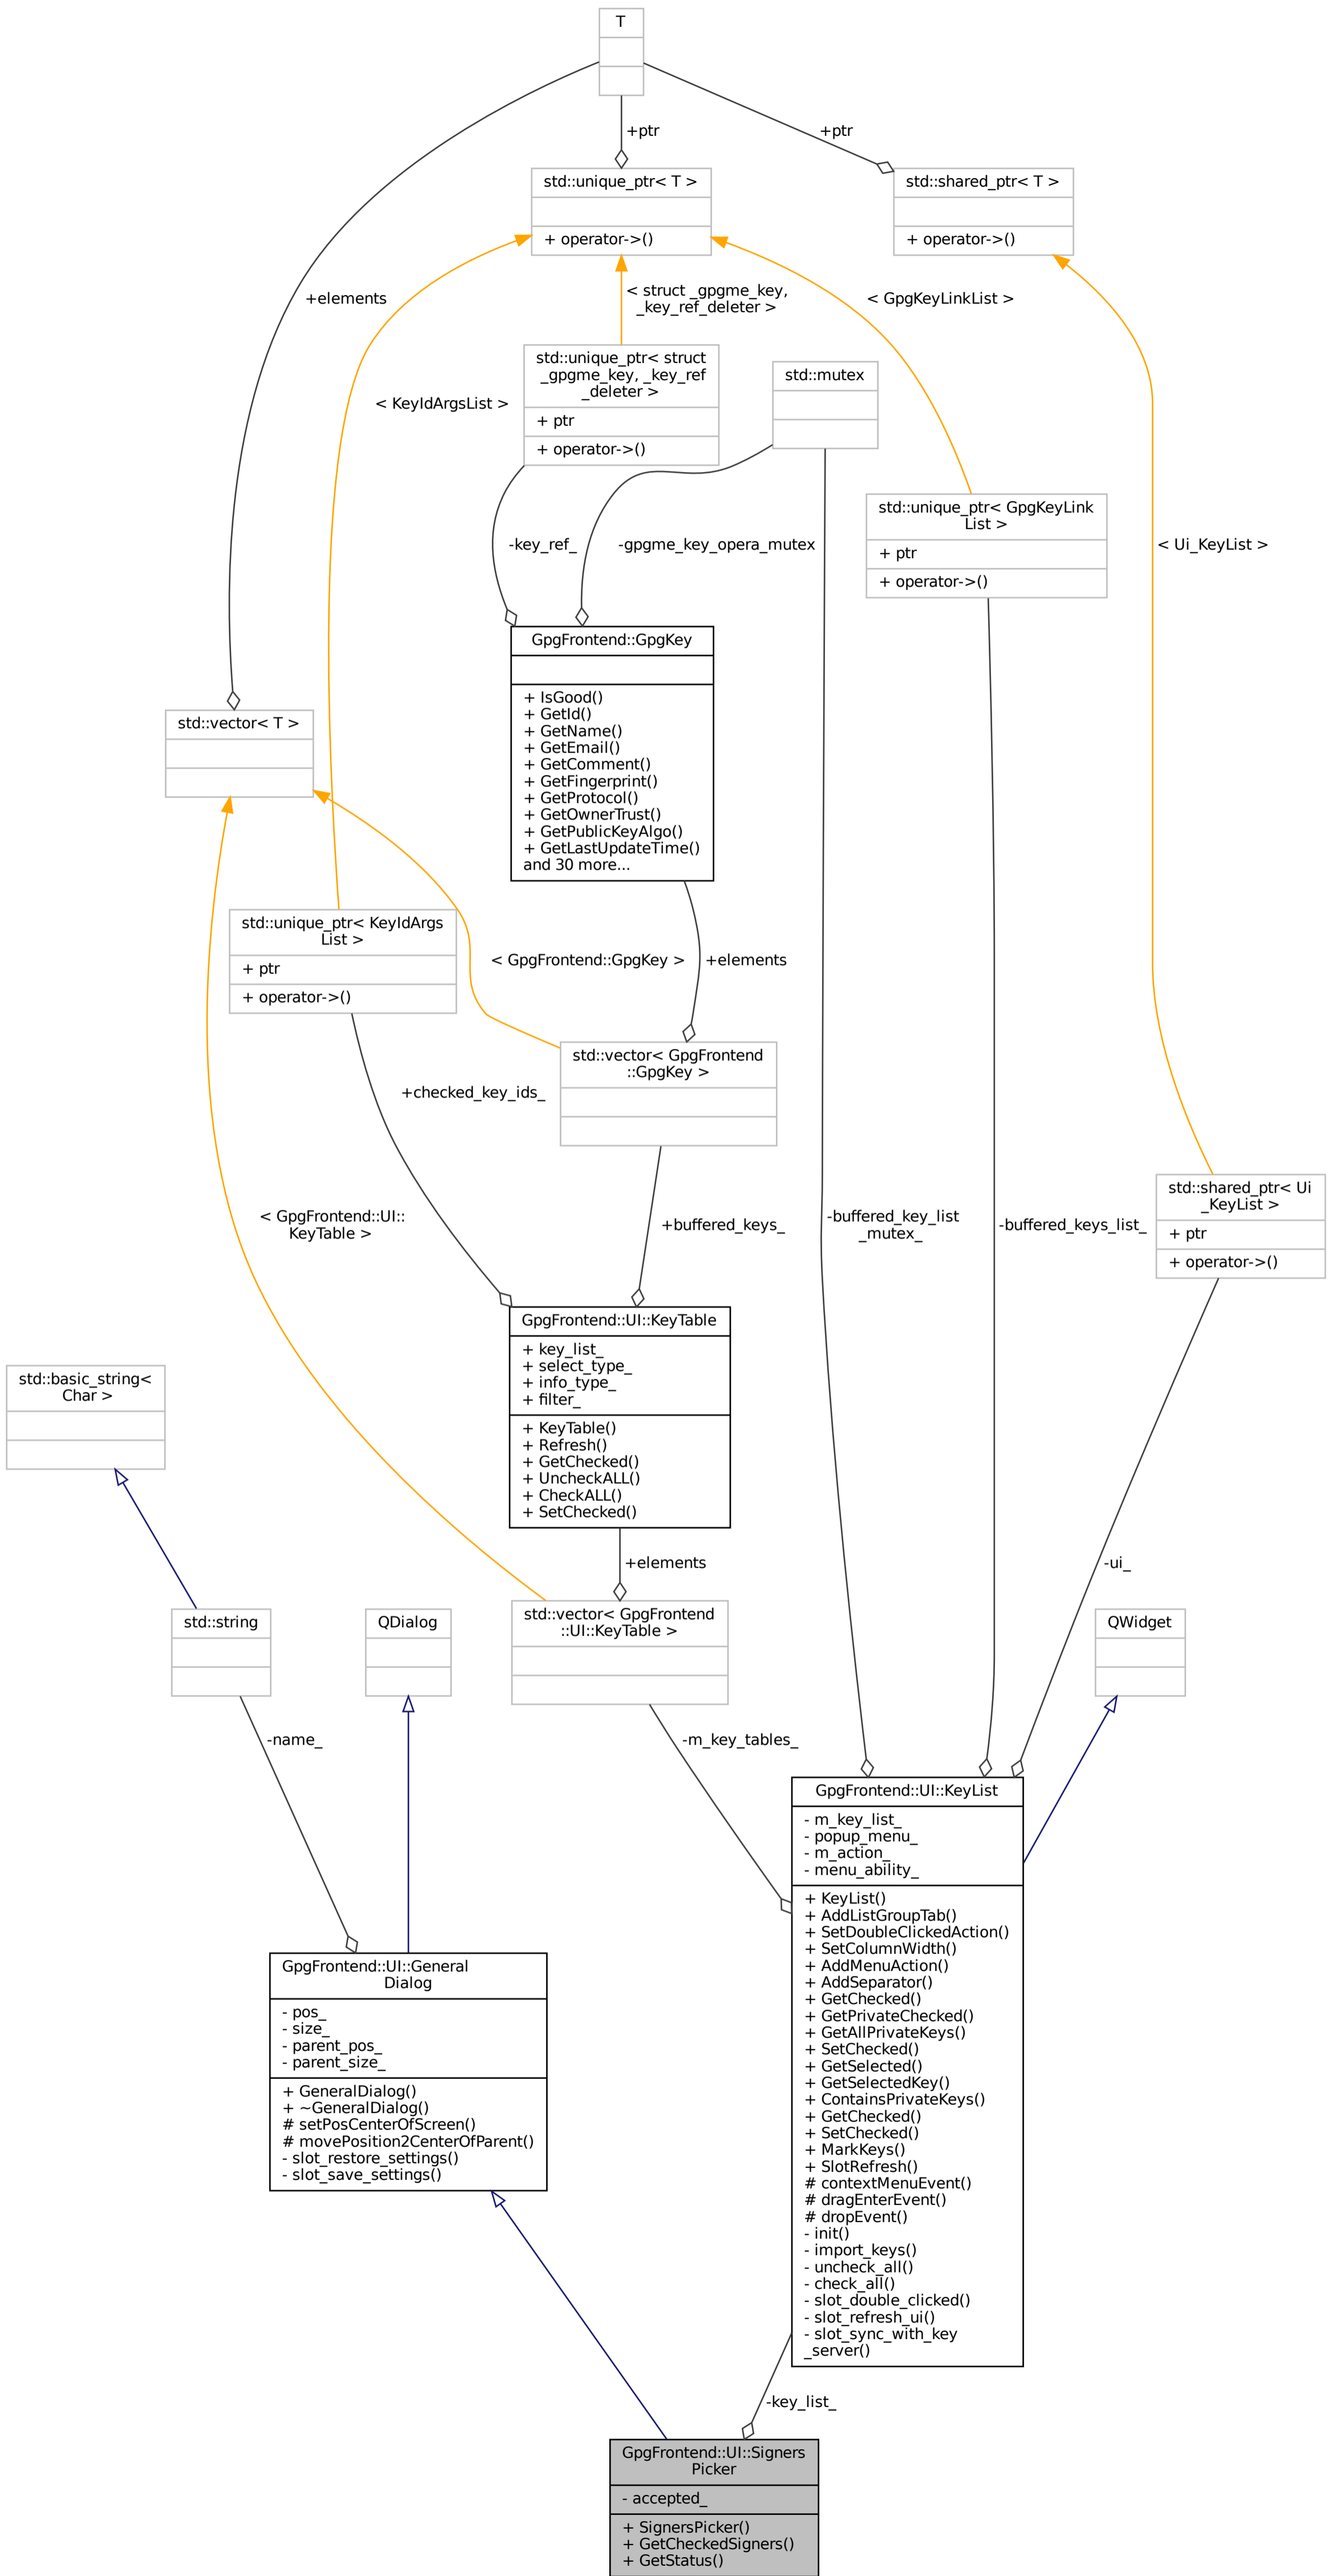 T
+ptr
+ptr
std::unique_ptr< T >
+ operator->()
std::shared_ptr< T >
+ operator->()
+elements
< struct _gpgme_key,
_key_ref_deleter >
< GpgKeyLinkList >
std::unique_ptr< struct
_gpgme_key, _key_ref
_deleter >
+ ptr
+ operator->()
std::mutex
< KeyIdArgsList >
std::unique_ptr< GpgKeyLink
List >
+ ptr
+ operator->()
-key_ref_
-gpgme_key_opera_mutex
< Ui_KeyList >
GpgFrontend::GpgKey
+ IsGood()
+ GetId()
+ GetName()
+ GetEmail()
+ GetComment()
+ GetFingerprint()
+ GetProtocol()
+ GetOwnerTrust()
+ GetPublicKeyAlgo()
+ GetLastUpdateTime()
and 30 more...
std::vector< T >
std::unique_ptr< KeyIdArgs
List >
+ ptr
+ operator->()
< GpgFrontend::GpgKey >
+elements
std::vector< GpgFrontend
::GpgKey >
+checked_key_ids_
std::shared_ptr< Ui
_KeyList >
+ ptr
+ operator->()
< GpgFrontend::UI::
KeyTable >
+buffered_keys_
-buffered_key_list
_mutex_
-buffered_keys_list_
GpgFrontend::UI::KeyTable
+ key_list_
+ select_type_
+ info_type_
+ filter_
+ KeyTable()
+ Refresh()
+ GetChecked()
+ UncheckALL()
+ CheckALL()
+ SetChecked()
std::basic_string<
Char >
+elements
-ui_
std::string
QDialog
std::vector< GpgFrontend
::UI::KeyTable >
QWidget
-name_
-m_key_tables_
GpgFrontend::UI::KeyList
- m_key_list_
- popup_menu_
- m_action_
- menu_ability_
+ KeyList()
+ AddListGroupTab()
+ SetDoubleClickedAction()
+ SetColumnWidth()
+ AddMenuAction()
+ AddSeparator()
+ GetChecked()
+ GetPrivateChecked()
+ GetAllPrivateKeys()
+ SetChecked()
+ GetSelected()
+ GetSelectedKey()
+ ContainsPrivateKeys()
+ GetChecked()
+ SetChecked()
+ MarkKeys()
+ SlotRefresh()
# contextMenuEvent()
# dragEnterEvent()
# dropEvent()
- init()
- import_keys()
- uncheck_all()
- check_all()
- slot_double_clicked()
- slot_refresh_ui()
- slot_sync_with_key
_server()
GpgFrontend::UI::General
Dialog
- pos_
- size_
- parent_pos_
- parent_size_
+ GeneralDialog()
+ ~GeneralDialog()
# setPosCenterOfScreen()
# movePosition2CenterOfParent()
- slot_restore_settings()
- slot_save_settings()
-key_list_
GpgFrontend::UI::Signers
Picker
- accepted_
+ SignersPicker()
+ GetCheckedSigners()
+ GetStatus()